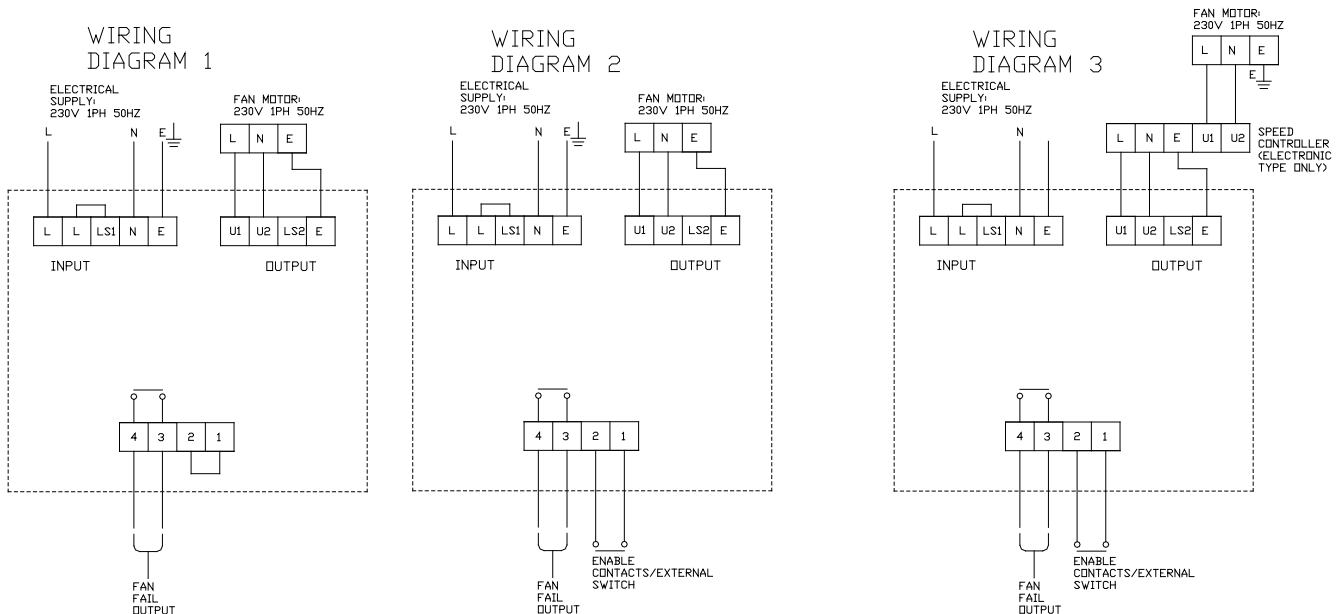 WIRING
DIAGRAM 1
ELECTRICAL
SUPPLY:
230V 1PH 50HZ
L
N
E
FAN MOTOR:
230V 1PH 50HZ
L N E
L L LS1 N E
U1 U2 LS2 E
INPUT
OUTPUT
4 3 2 1
FAN
FAIL
OUTPUT
WIRING
DIAGRAM 2
ELECTRICAL
SUPPLY:
230V 1PH 50HZ
L
N
E
FAN MOTOR:
230V 1PH 50HZ
L N E
L L LS1 N E
U1 U2 LS2 E
INPUT
OUTPUT
4 3 2 1
FAN
FAIL
OUTPUT
ENABLE
CONTACTS/EXTERNAL
SWITCH
WIRING
DIAGRAM 3
ELECTRICAL
SUPPLY:
230V 1PH 50HZ
L
N
FAN MOTOR:
230V 1PH 50HZ
L N E
E
L N E U1 U2
SPEED
CONTROLLER
(ELECTRONIC
TYPE ONLY)
L L LS1 N E
U1 U2 LS2 E
INPUT
OUTPUT
4 3 2 1
FAN
FAIL
OUTPUT
ENABLE
CONTACTS/EXTERNAL
SWITCH